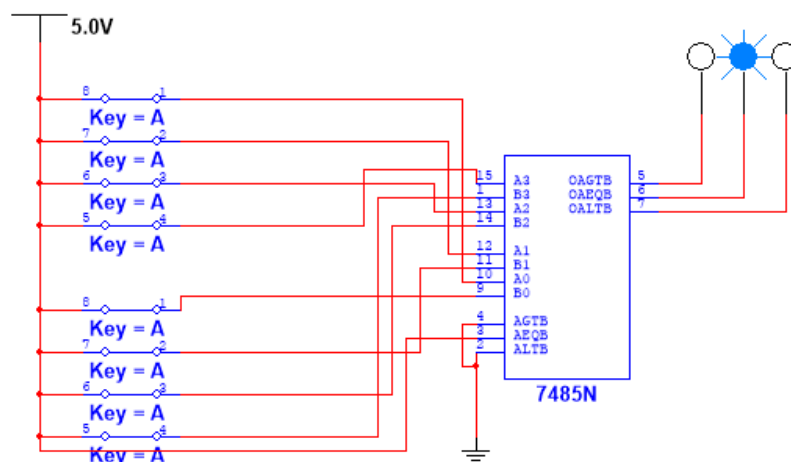 5.0V
8 1
Key = A
7 2
Key = A
6 3
Key = A
5 4
Key = A
8 1
Key = A
7 2
Key = A
6 3
Key = A
5 4
Key = A
15 A3 OAGTB 5
1 B3 OAEQB 6
13 A2 OALTB 7
14 B2
12 A1
11 B1
10 A0
9 B0
4 AGTB
3 AEQB
2 ALTB
7485N